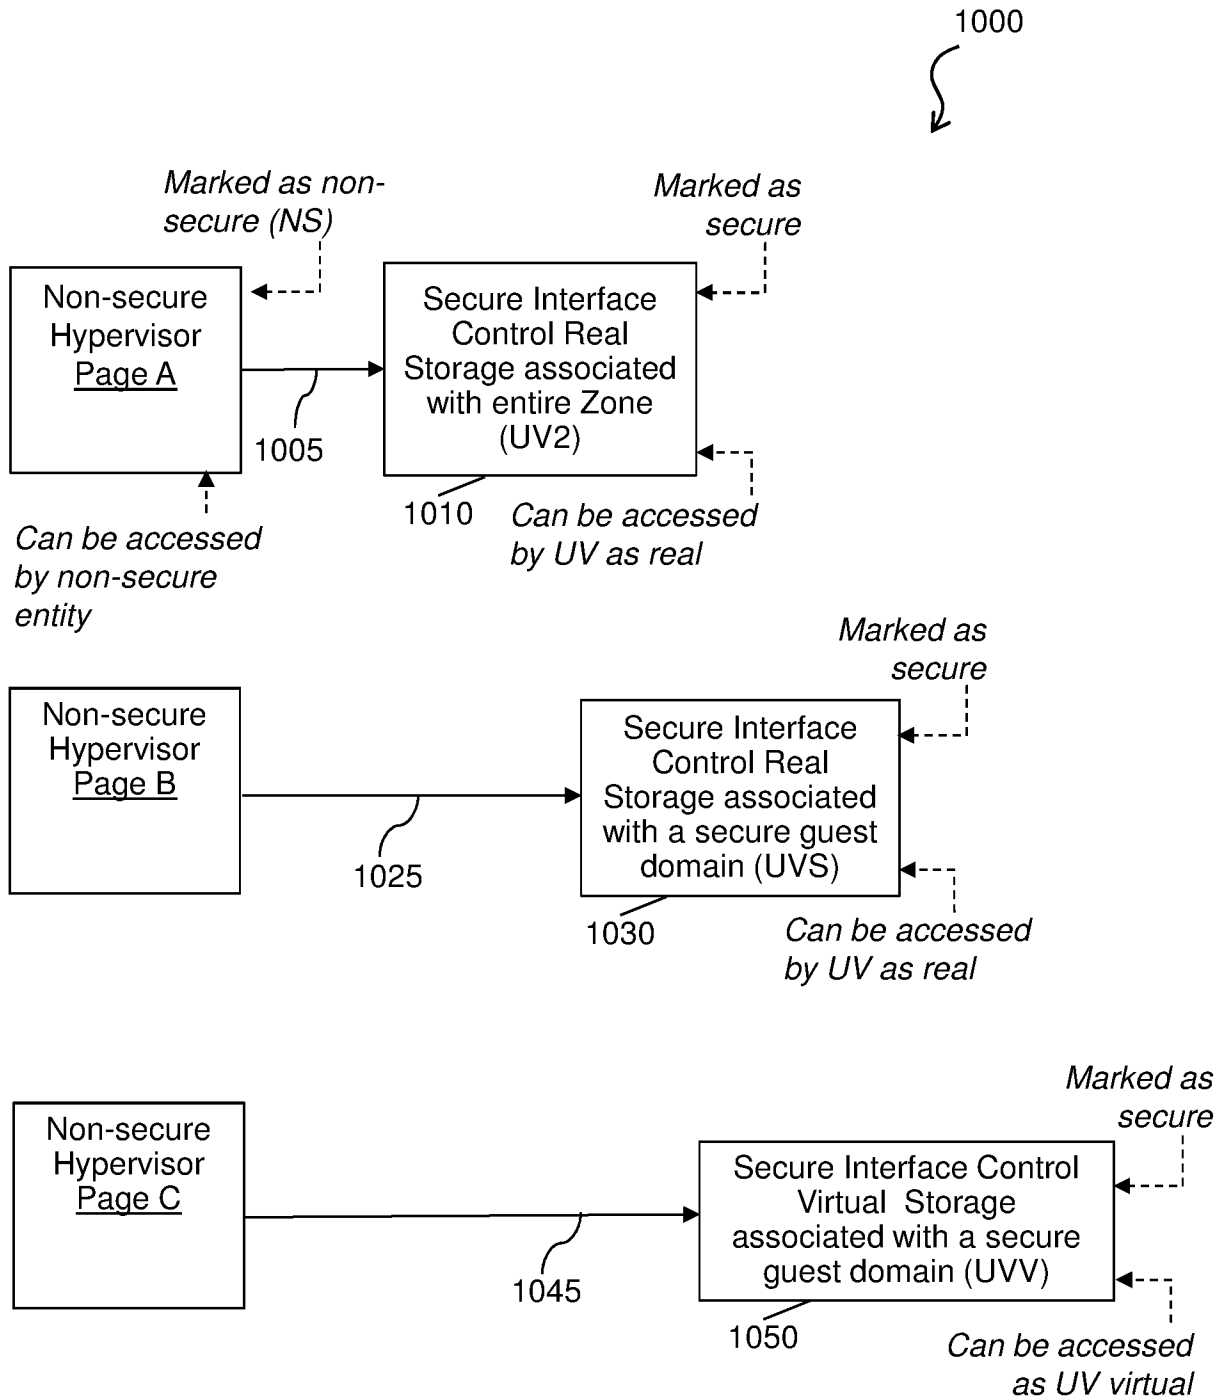 1000
Marked as non-
secure (NS)
Marked as
secure
Non-secure
Hypervisor
Page A
Secure Interface
Control Real
Storage associated
with entire Zone
(UV2)
1005
1010
Can be accessed
by UV as real
Can be accessed
by non-secure
entity
Marked as
secure
Non-secure
Hypervisor
Page B
Secure Interface
Control Real
Storage associated
with a secure guest
domain (UVS)
1025
1030
Can be accessed
by UV as real
Marked as
secure
Non-secure
Hypervisor
Page C
Secure Interface Control
Virtual Storage
associated with a secure
guest domain (UVV)
1045
1050
Can be accessed
as UV virtual